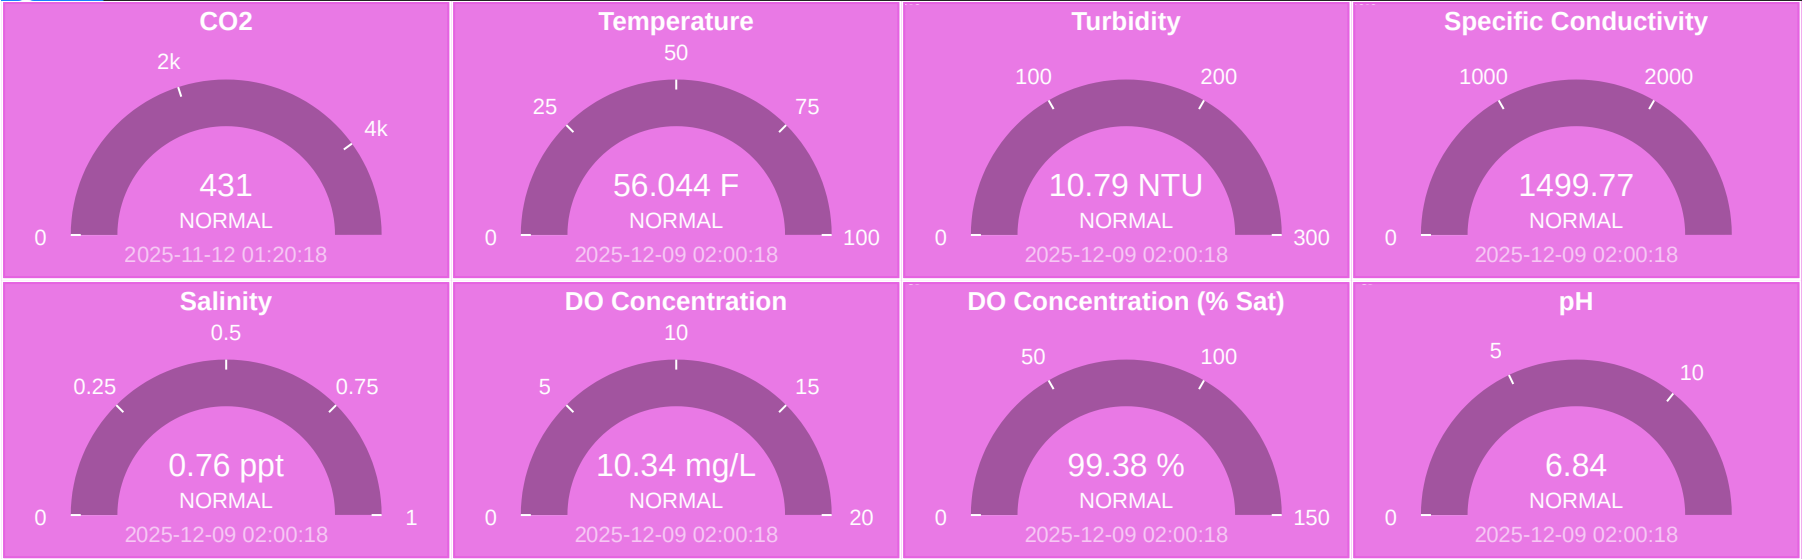 CO2
2k
4k
0
431
NORMAL
2025-11-12 01:20:18
Temperature
50
25
75
0
100
56.044 F
NORMAL
2025-12-09 02:00:18
Turbidity
100
200
0
300
10.79 NTU
NORMAL
2025-12-09 02:00:18
Specific Conductivity
1000
2000
0
1499.77
NORMAL
2025-12-09 02:00:18
Salinity
0.5
0.25
0.75
0
1
0.76 ppt
NORMAL
2025-12-09 02:00:18
DO Concentration
10
5
15
0
20
10.34 mg/L
NORMAL
2025-12-09 02:00:18
DO Concentration (% Sat)
50
100
0
150
99.38 %
NORMAL
2025-12-09 02:00:18
pH
5
10
0
6.84
NORMAL
2025-12-09 02:00:18